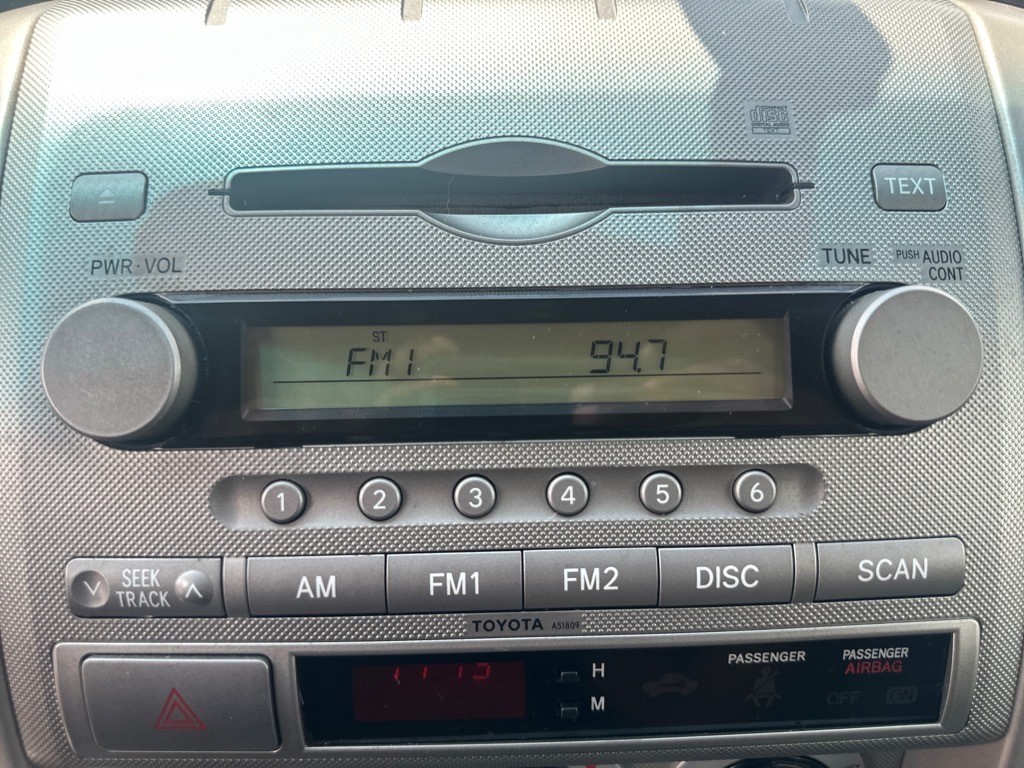 COMPACT
disc
DIGITAL AUDIO
TEXT
TEXT
PWR·VOL
TUNE
PUSH AUDIO
CONT
ST
FM1
94.7
1 2 3 4 5 6
SEEK
TRACK
AM FM1 FM2 DISC SCAN
TOYOTA A51809
H
M
PASSENGER
PASSENGER
AIRBAG
OFF ON